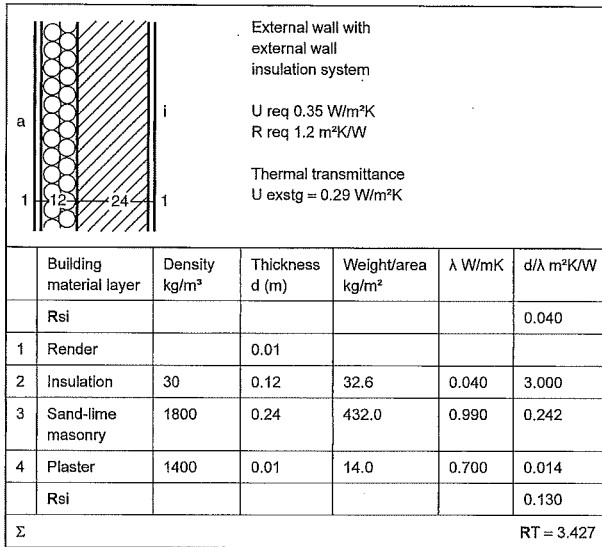 External wall with
external wall
insulation system
U req 0.35 W/m²K
R req 1.2 m²K/W
Thermal transmittance
U exstg = 0.29 W/m²K
a
i
1 12 24 1
Building material layer Density kg/m³ Thickness d (m) Weight/area kg/m² λ W/mK d/λ m²K/W
Rsi 0.040
1 Render 0.01
2 Insulation 30 0.12 32.6 0.040 3.000
3 Sand-lime masonry 1800 0.24 432.0 0.990 0.242
4 Plaster 1400 0.01 14.0 0.700 0.014
Rsi 0.130
Σ RT = 3.427